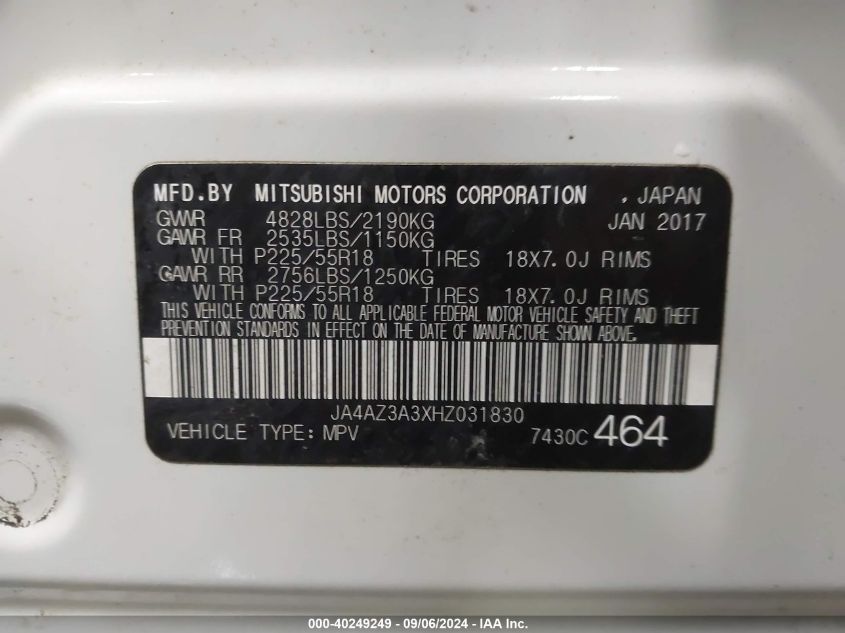 MFD.BY MITSUBISHI MOTORS CORPORATION . JAPAN
GVWR 4828LBS/2190KG JAN 2017
GAWR FR 2535LBS/1150KG
WITH P225/55R18 TIRES 18X7.0J RIMS
GAWR RR 2756LBS/1250KG
WITH P225/55R18 TIRES 18X7.0J RIMS
THIS VEHICLE CONFORMS TO ALL APPLICABLE FEDERAL MOTOR VEHICLE SAFETY AND THEFT
PREVENTION STANDARDS IN EFFECT ON THE DATE OF MANUFACTURE SHOWN ABOVE.
JA4AZ3A3XHZ031830
VEHICLE TYPE: MPV 7430C 464
000-40249249 - 09/06/2024 - IAA Inc.